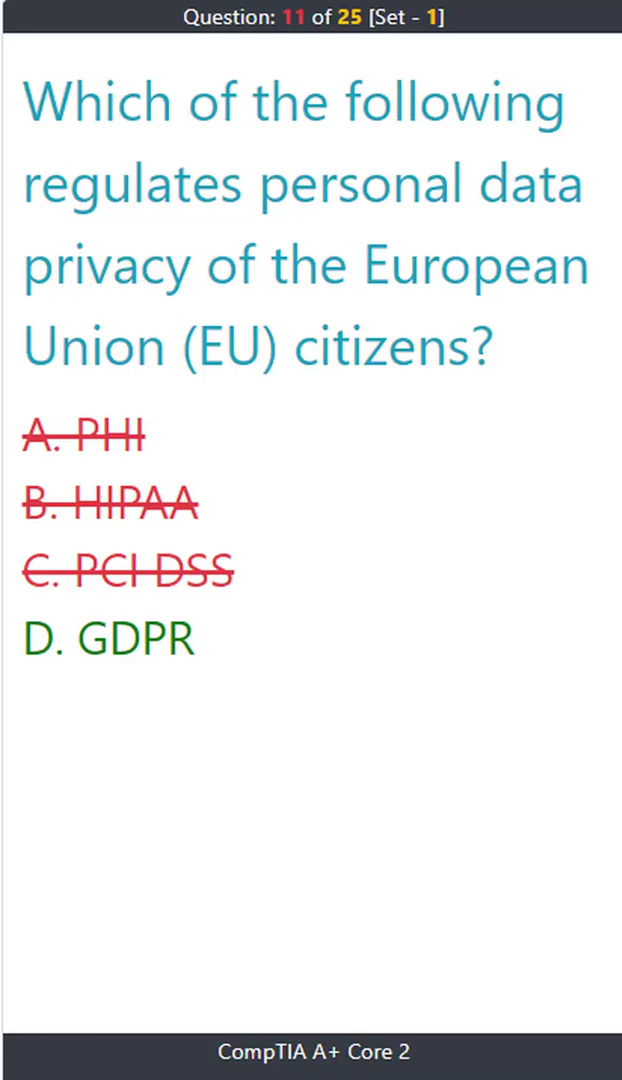 Question: 11 of 25 [Set - 1]
Which of the following
regulates personal data
privacy of the European
Union (EU) citizens?
A. PHI
B. HIPAA
C. PCI DSS
D. GDPR
CompTIA A+ Core 2